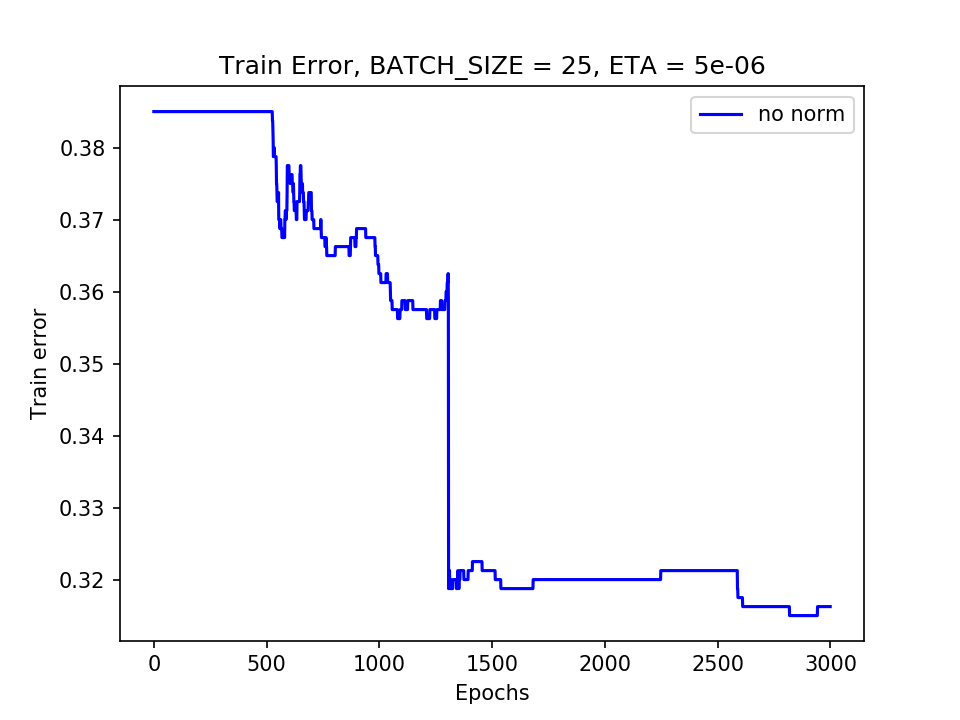 Train Error, BATCH_SIZE = 25, ETA = 5e-06
no norm
0.38
0.37
0.36
0.35
0.34
0.33
0.32
Train error
0 500 1000 1500 2000 2500 3000
Epochs